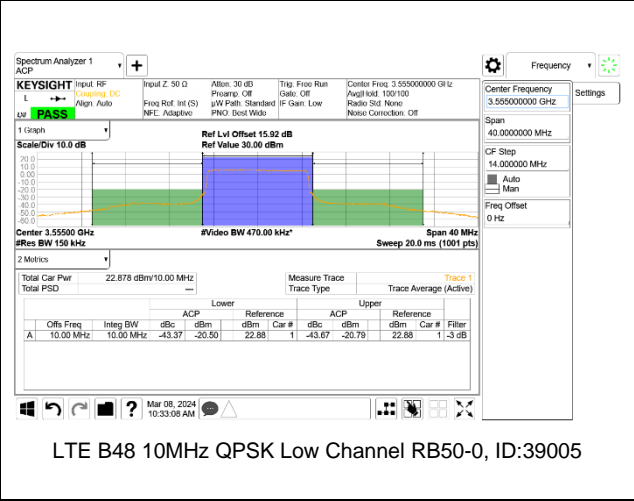 Spectrum Analyzer 1
ACP
Frequency
KEYSIGHT Input: RF Input Z: 50 Ω Atten: 30 dB Trig: Free Run Center Freq: 3.555000000 GHz
Coupling: DC Preamp: Off Gate: Off Avg|Hold: 100/100
Align: Auto Freq Ref: Int (S) µW Path: Standard IF Gain: Low Radio Std: None
NFE: Adaptive PNO: Best Wide Noise Correction: Off
L
PASS
Center Frequency
3.555000000 GHz
Settings
Span
40.0000000 MHz
CF Step
14.000000 MHz
Auto
Man
Freq Offset
0 Hz
1 Graph
Ref Lvl Offset 15.92 dB
Scale/Div 10.0 dB Ref Value 30.00 dBm
20.0
10.0
0.00
-10.0
-20.0
-30.0
-40.0
-50.0
-60.0
Center 3.55500 GHz #Video BW 470.00 kHz* Span 40 MHz
#Res BW 150 kHz Sweep 20.0 ms (1001 pts)
2 Metrics
Total Car Pwr 22.878 dBm/10.00 MHz Measure Trace Trace 1
Total PSD --- Trace Type Trace Average (Active)
Lower Upper
ACP Reference ACP Reference
Offs Freq Integ BW dBc dBm dBm Car # dBc dBm dBm Car # Filter
A 10.00 MHz 10.00 MHz -43.37 -20.50 22.88 1 -43.67 -20.79 22.88 1 -3 dB
Mar 08, 2024
10:33:08 AM
LTE B48 10MHz QPSK Low Channel RB50-0, ID:39005